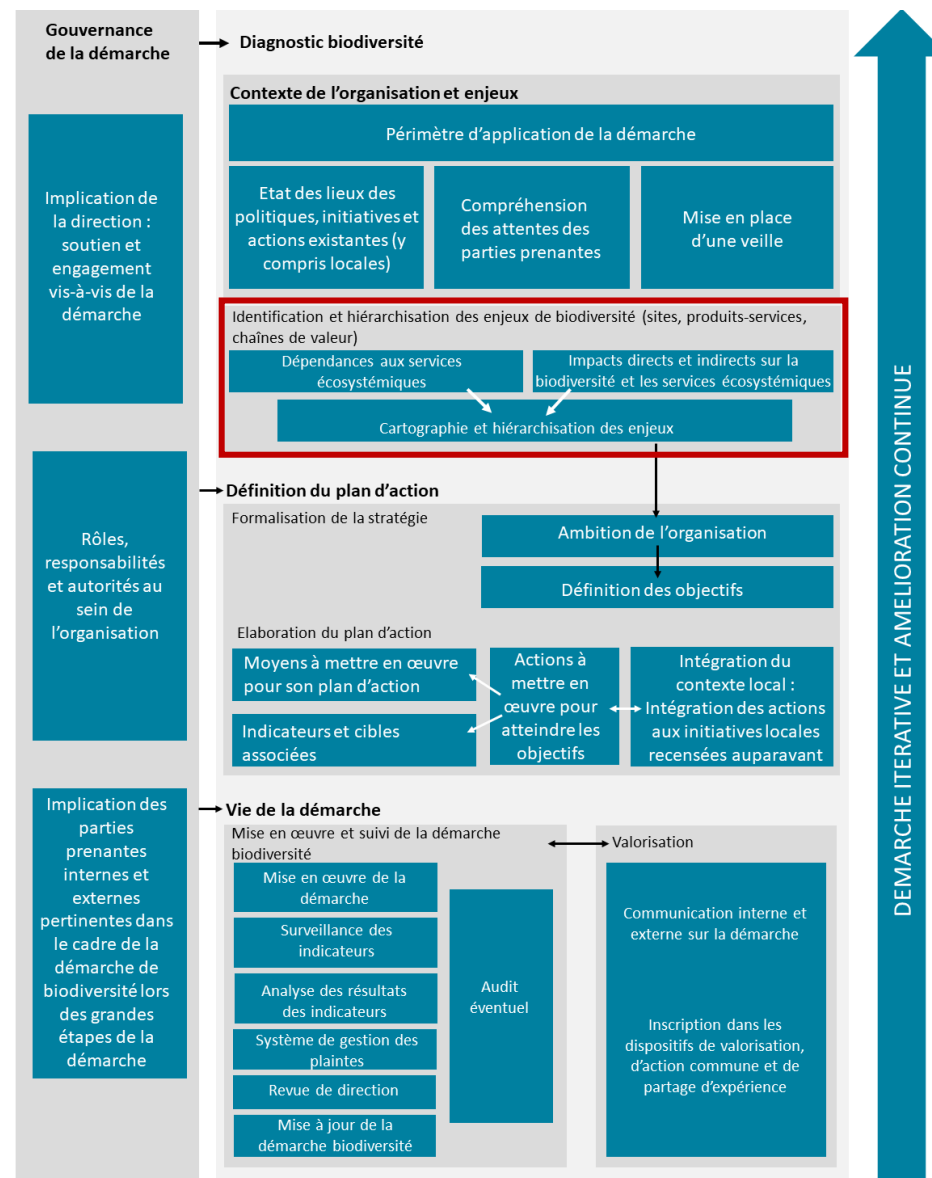 Gouvernance
de la démarche
Implication de
la direction :
soutien et
engagement
vis-à-vis de la
démarche
Rôles,
responsabilités
et autorités au
sein de
l’organisation
Implication des
parties
prenantes
internes et
externes
pertinentes dans
le cadre de la
démarche de
biodiversité lors
des grandes
étapes de la
démarche
Diagnostic biodiversité
Contexte de l’organisation et enjeux
Périmètre d’application de la démarche
Etat des lieux des
politiques, initiatives et
actions existantes (y
compris locales)
Compréhension
des attentes des
parties prenantes
Mise en place
d’une veille
Identification et hiérarchisation des enjeux de biodiversité (sites, produits-services,
chaînes de valeur)
Dépendances aux services
écosystémiques
Impacts directs et indirects sur la
biodiversité et les services écosystémiques
Cartographie et hiérarchisation des enjeux
Définition du plan d’action
Formalisation de la stratégie
Ambition de l’organisation
Définition des objectifs
Elaboration du plan d’action
Moyens à mettre en œuvre
pour son plan d’action
Indicateurs et cibles
associées
Actions à
mettre en
œuvre pour
atteindre les
objectifs
Intégration du
contexte local :
Intégration des actions
aux initiatives locales
recensées auparavant
Vie de la démarche
Mise en œuvre et suivi de la démarche
biodiversité
Mise en œuvre de la
démarche
Surveillance des
indicateurs
Analyse des résultats
des indicateurs
Système de gestion des
plaintes
Revue de direction
Mise à jour de la
démarche biodiversité
Audit
éventuel
Valorisation
Communication interne et
externe sur la démarche
Inscription dans les
dispositifs de valorisation,
d’action commune et de
partage d’expérience
DEMARCHE ITERATIVE ET AMELIORATION CONTINUE